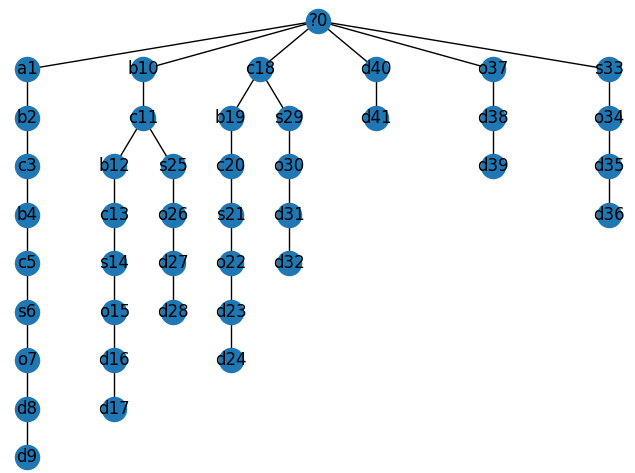 ?0
a1 b10 c18 d40 o37 s33
b2 c11 b19 s29 d41 d38 o34
c3 b12 s25 c20 o30 d39 d35
b4 c13 o26 s21 d31 d36
c5 s14 d27 o22 d32
s6 o15 d28 d23
o7 d16 d24
d8 d17
d9